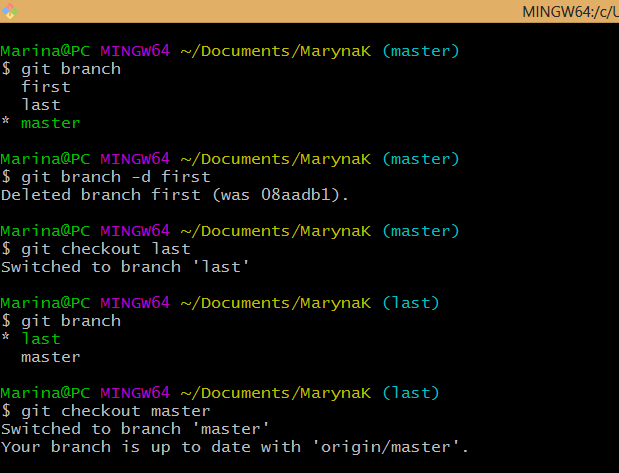 MINGW64:/c/U
Marina@PC MINGW64 ~/Documents/MarynaK (master)
$ git branch
  first
  last
* master
Marina@PC MINGW64 ~/Documents/MarynaK (master)
$ git branch -d first
Deleted branch first (was 08aadb1).
Marina@PC MINGW64 ~/Documents/MarynaK (master)
$ git checkout last
Switched to branch 'last'
Marina@PC MINGW64 ~/Documents/MarynaK (last)
$ git branch
* last
  master
Marina@PC MINGW64 ~/Documents/MarynaK (last)
$ git checkout master
Switched to branch 'master'
Your branch is up to date with 'origin/master'.